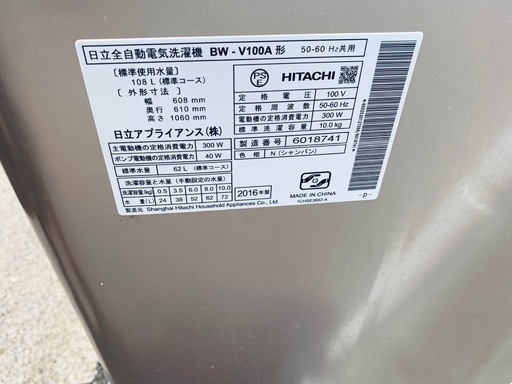 日立全自動電気洗濯機 BW-V100A 形 50-60 Hz共用
[標準使用水量]
108 L (標準コース)
[外形寸法]
幅 608 mm
奥行 610 mm
高さ 1060 mm
日立アプライアンス(株)
主電動機の定格消費電力 300 W
ポンプ電動機の定格消費電力 40 W
標準水量 62 L (標準コース)
洗濯容量と水量 (手動設定の水量)
洗濯容量(kg) 0.5 3.5 6.0 8.0 10.0
水量(L) 24 38 52 62 72
製造元 Shanghai Hitachi Household Appliances Co., Ltd.
PS
E
HITACHI
定格電圧 100 V
定格周波数 50-60 Hz
電動機の定格消費電力 300 W
標準洗濯容量 10.0kg
製造番号 6018741
色相 N (シャンパン)
2016年製
MADE IN CHINA
1CHSE3662-A
-p-